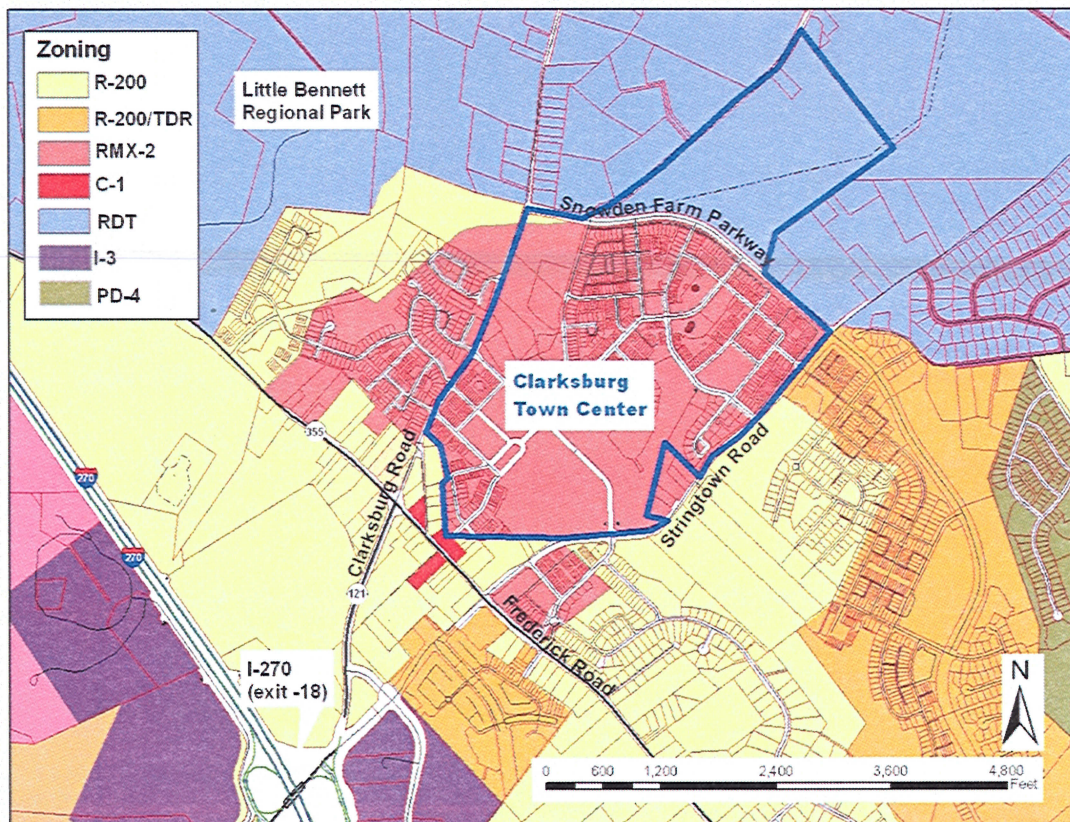 Zoning
R-200
R-200/TDR
RMX-2
C-1
RDT
I-3
PD-4
Little Bennett
Regional Park
Snowden Farm Parkway
Clarksburg
Town Center
355
Clarksburg Road
Stringtown Road
270
270
121
Frederick Road
I-270
(exit -18)
N
0 600 1,200 2,400 3,600 4,800
Feet